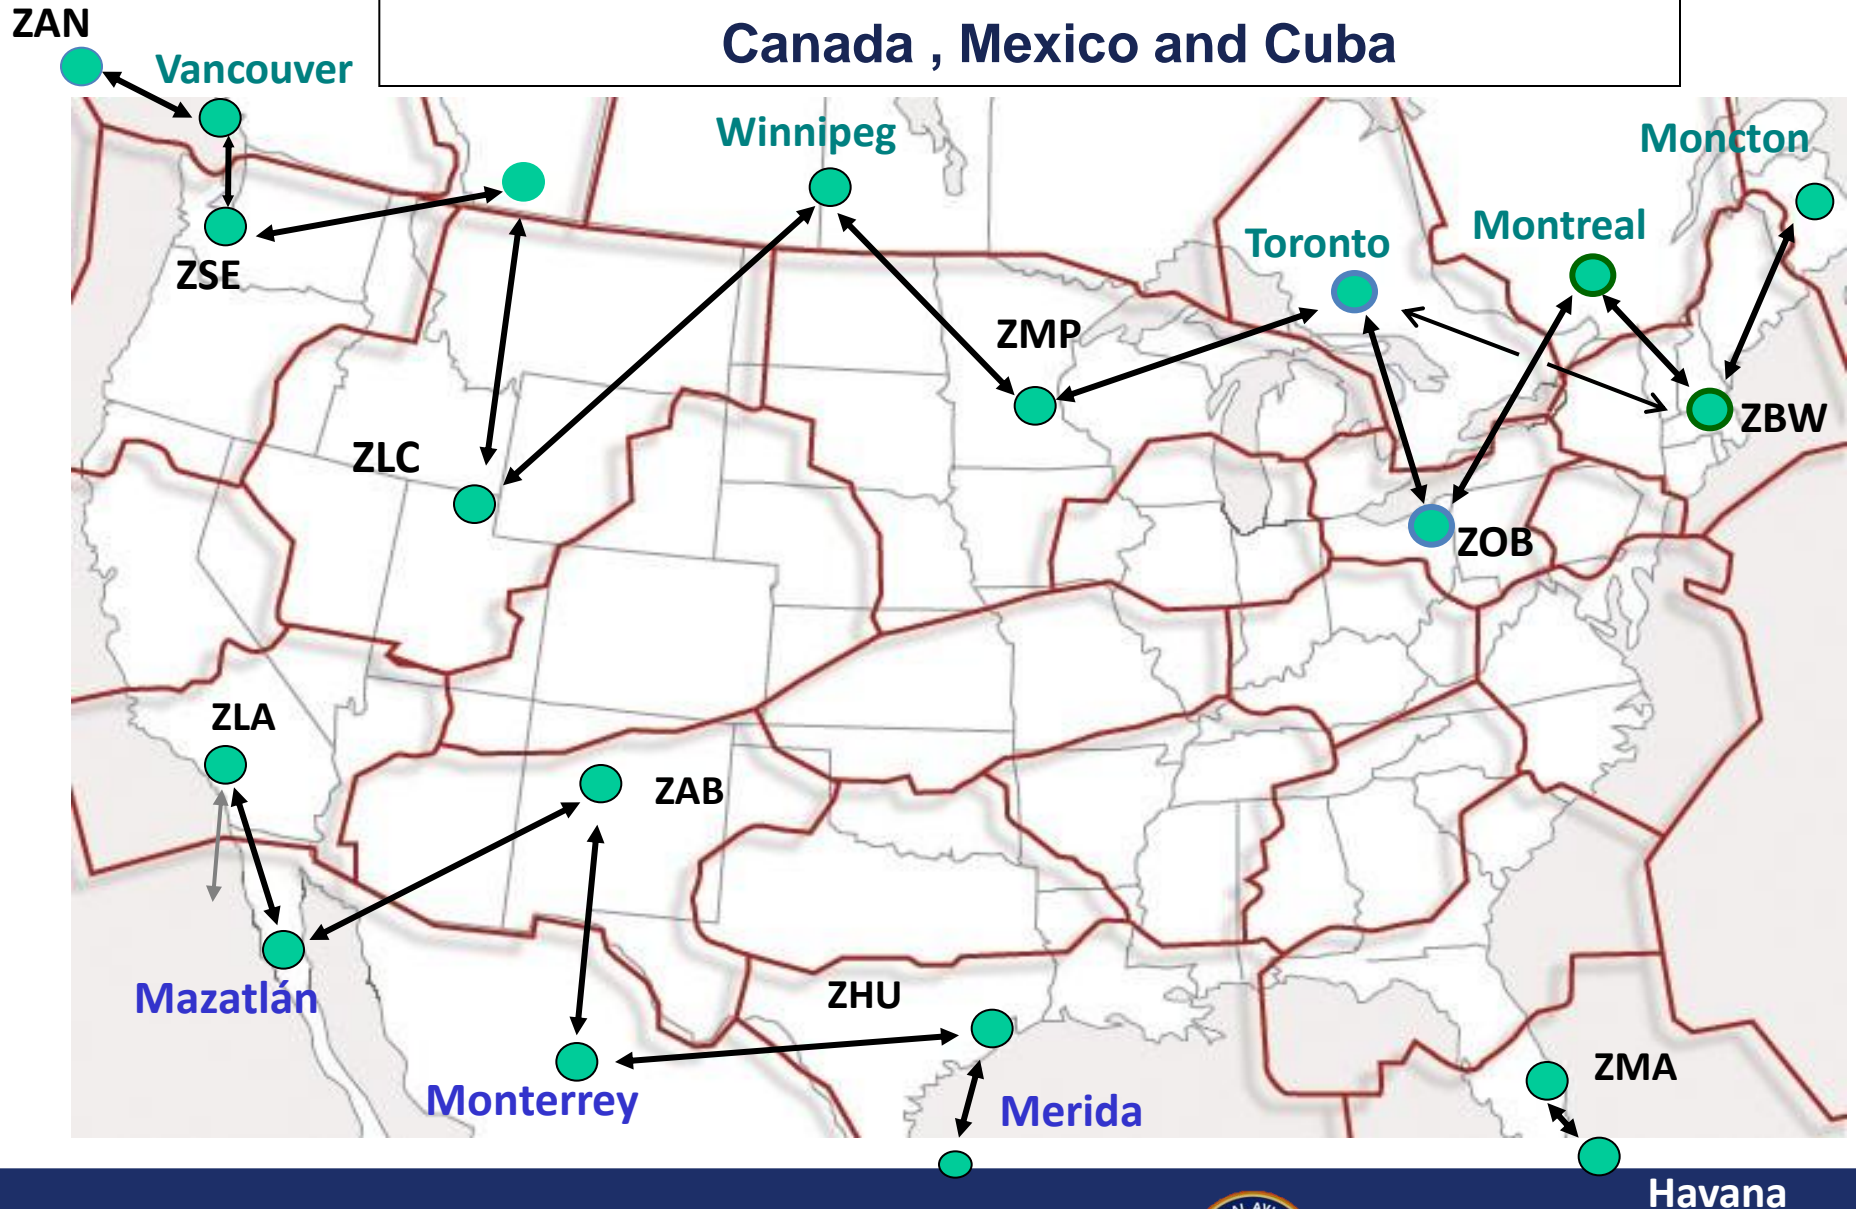 ZAN
Canada , Mexico and Cuba
Vancouver
Winnipeg
Moncton
Montreal
Toronto
ZSE
ZMP
ZBW
ZLC
ZOB
ZLA
ZAB
Mazatlán
ZHU
ZMA
Monterrey
Merida
Havana